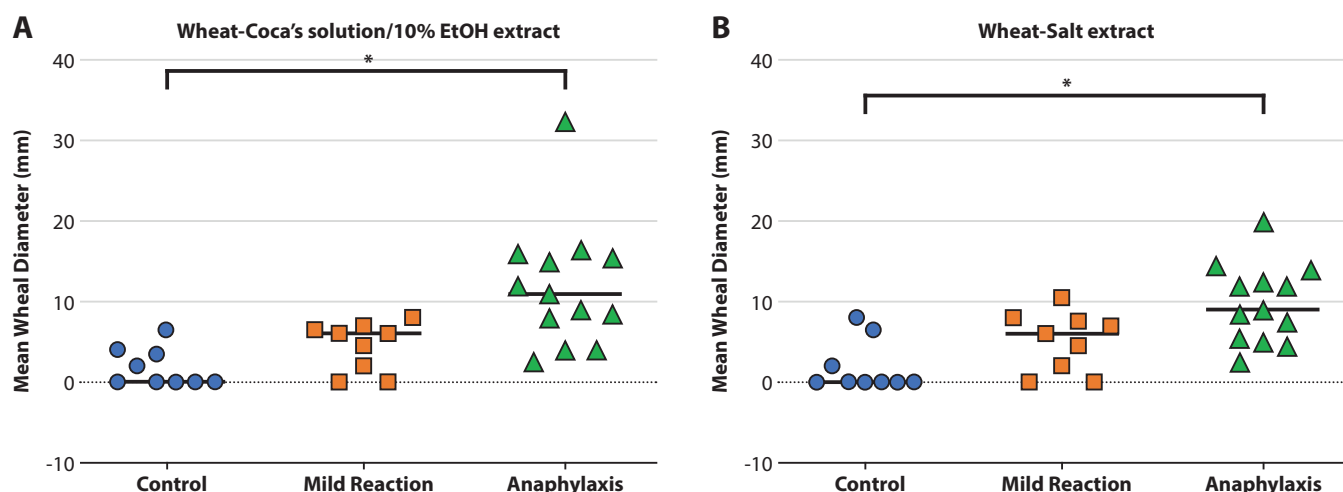 A
Wheat-Coca's solution/10% EtOH extract
Mean Wheal Diameter (mm)
40
30
20
10
0
-10
*
Control
Mild Reaction
Anaphylaxis
B
Wheat-Salt extract
Mean Wheal Diameter (mm)
40
30
20
10
0
-10
*
Control
Mild Reaction
Anaphylaxis